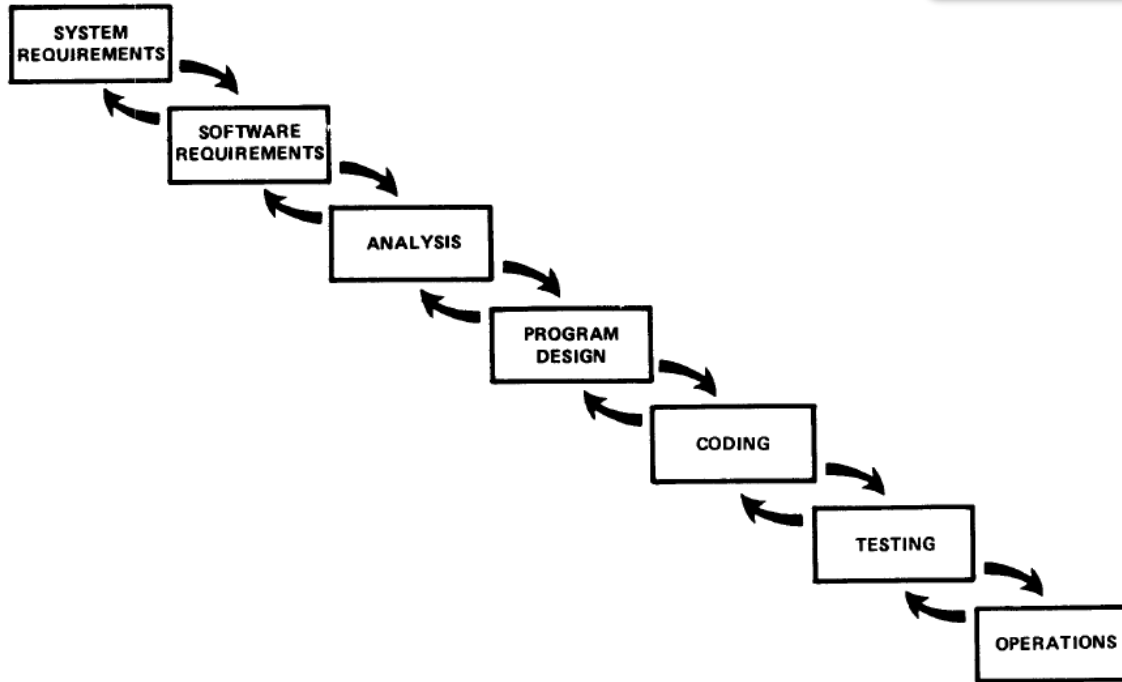 SYSTEM
REQUIREMENTS
SOFTWARE
REQUIREMENTS
ANALYSIS
PROGRAM
DESIGN
CODING
TESTING
OPERATIONS